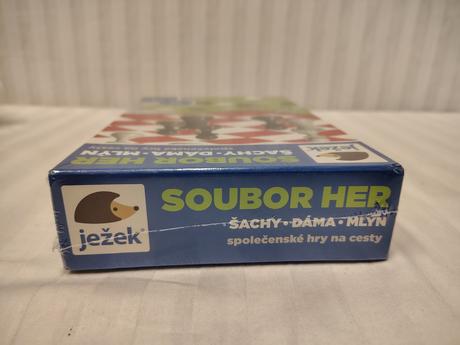 SOUBOR HER
ŠACHY•DÁMA•MLÝN
ježek®
SOUBOR HER
ŠACHY • DÁMA • MLÝN
společenské hry na cesty
ježek